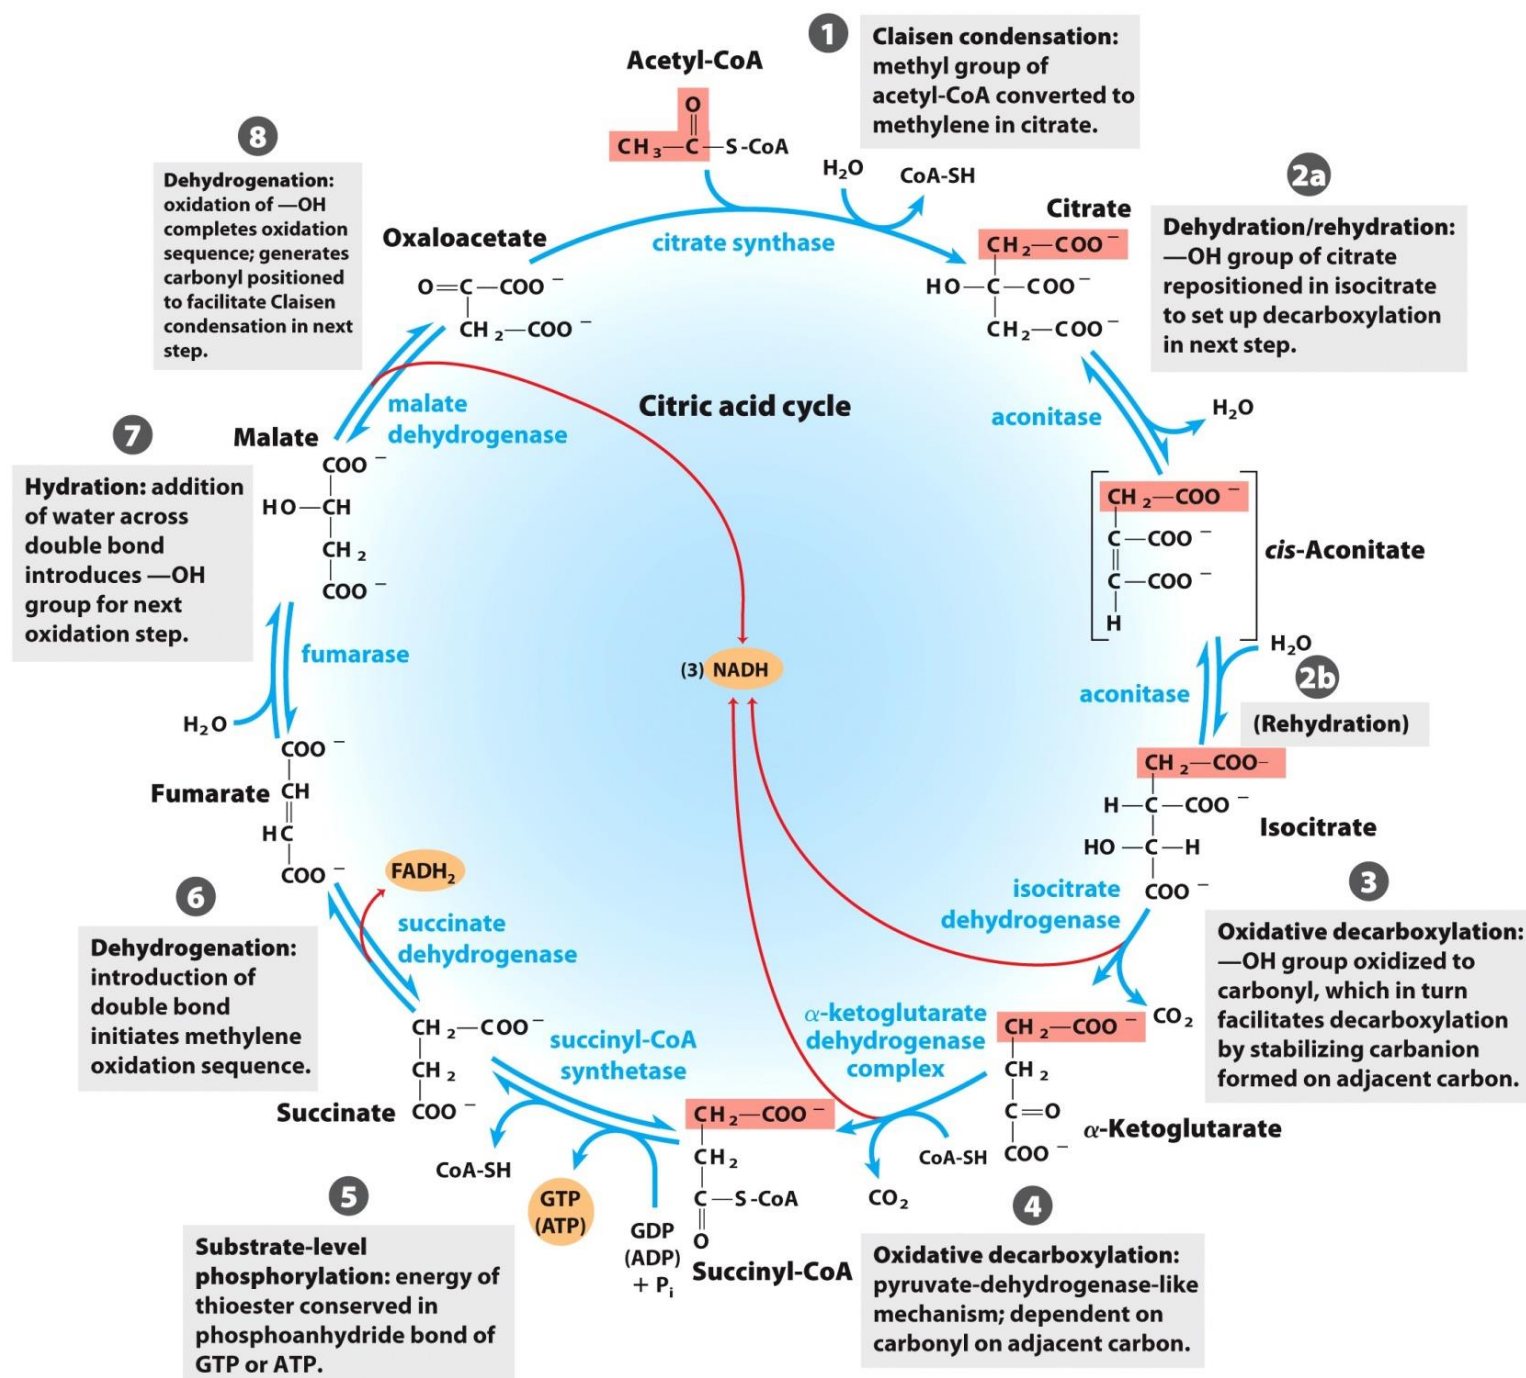 1
Claisen condensation:
methyl group of
acetyl-CoA converted to
methylene in citrate.
Acetyl-CoA
O
CH3—C—S-CoA
8
Dehydrogenation:
oxidation of —OH
completes oxidation
sequence; generates
carbonyl positioned
to facilitate Claisen
condensation in next
step.
H2O
CoA-SH
citrate synthase
Oxaloacetate
O=C—COO−
CH2—COO−
Citrate
CH2—COO−
HO—C—COO−
CH2—COO−
2a
Dehydration/rehydration:
—OH group of citrate
repositioned in isocitrate
to set up decarboxylation
in next step.
Citric acid cycle
malate
dehydrogenase
aconitase
H2O
7
Hydration: addition
of water across
double bond
introduces —OH
group for next
oxidation step.
Malate
COO−
HO—CH
CH2
COO−
CH2—COO−
C—COO−
C—COO−
H
cis-Aconitate
fumarase
H2O
(3) NADH
aconitase
H2O
2b
(Rehydration)
Fumarate
COO−
CH
HC
COO−
CH2—COO–
H—C—COO−
HO—C—H
COO−
Isocitrate
FADH2
6
Dehydrogenation:
introduction of
double bond
initiates methylene
oxidation sequence.
succinate
dehydrogenase
isocitrate
dehydrogenase
3
Oxidative decarboxylation:
—OH group oxidized to
carbonyl, which in turn
facilitates decarboxylation
by stabilizing carbanion
formed on adjacent carbon.
CO2
CH2—COO−
CH2
COO−
Succinate
succinyl-CoA
synthetase
α-ketoglutarate
dehydrogenase
complex
CH2—COO−
CH2
C=O
COO−
α-Ketoglutarate
CoA-SH
GTP
(ATP)
GDP
(ADP)
+ Pi
CH2—COO−
CH2
C—S-CoA
O
Succinyl-CoA
CO2
CoA-SH
5
Substrate-level
phosphorylation: energy of
thioester conserved in
phosphoanhydride bond of
GTP or ATP.
4
Oxidative decarboxylation:
pyruvate-dehydrogenase-like
mechanism; dependent on
carbonyl on adjacent carbon.